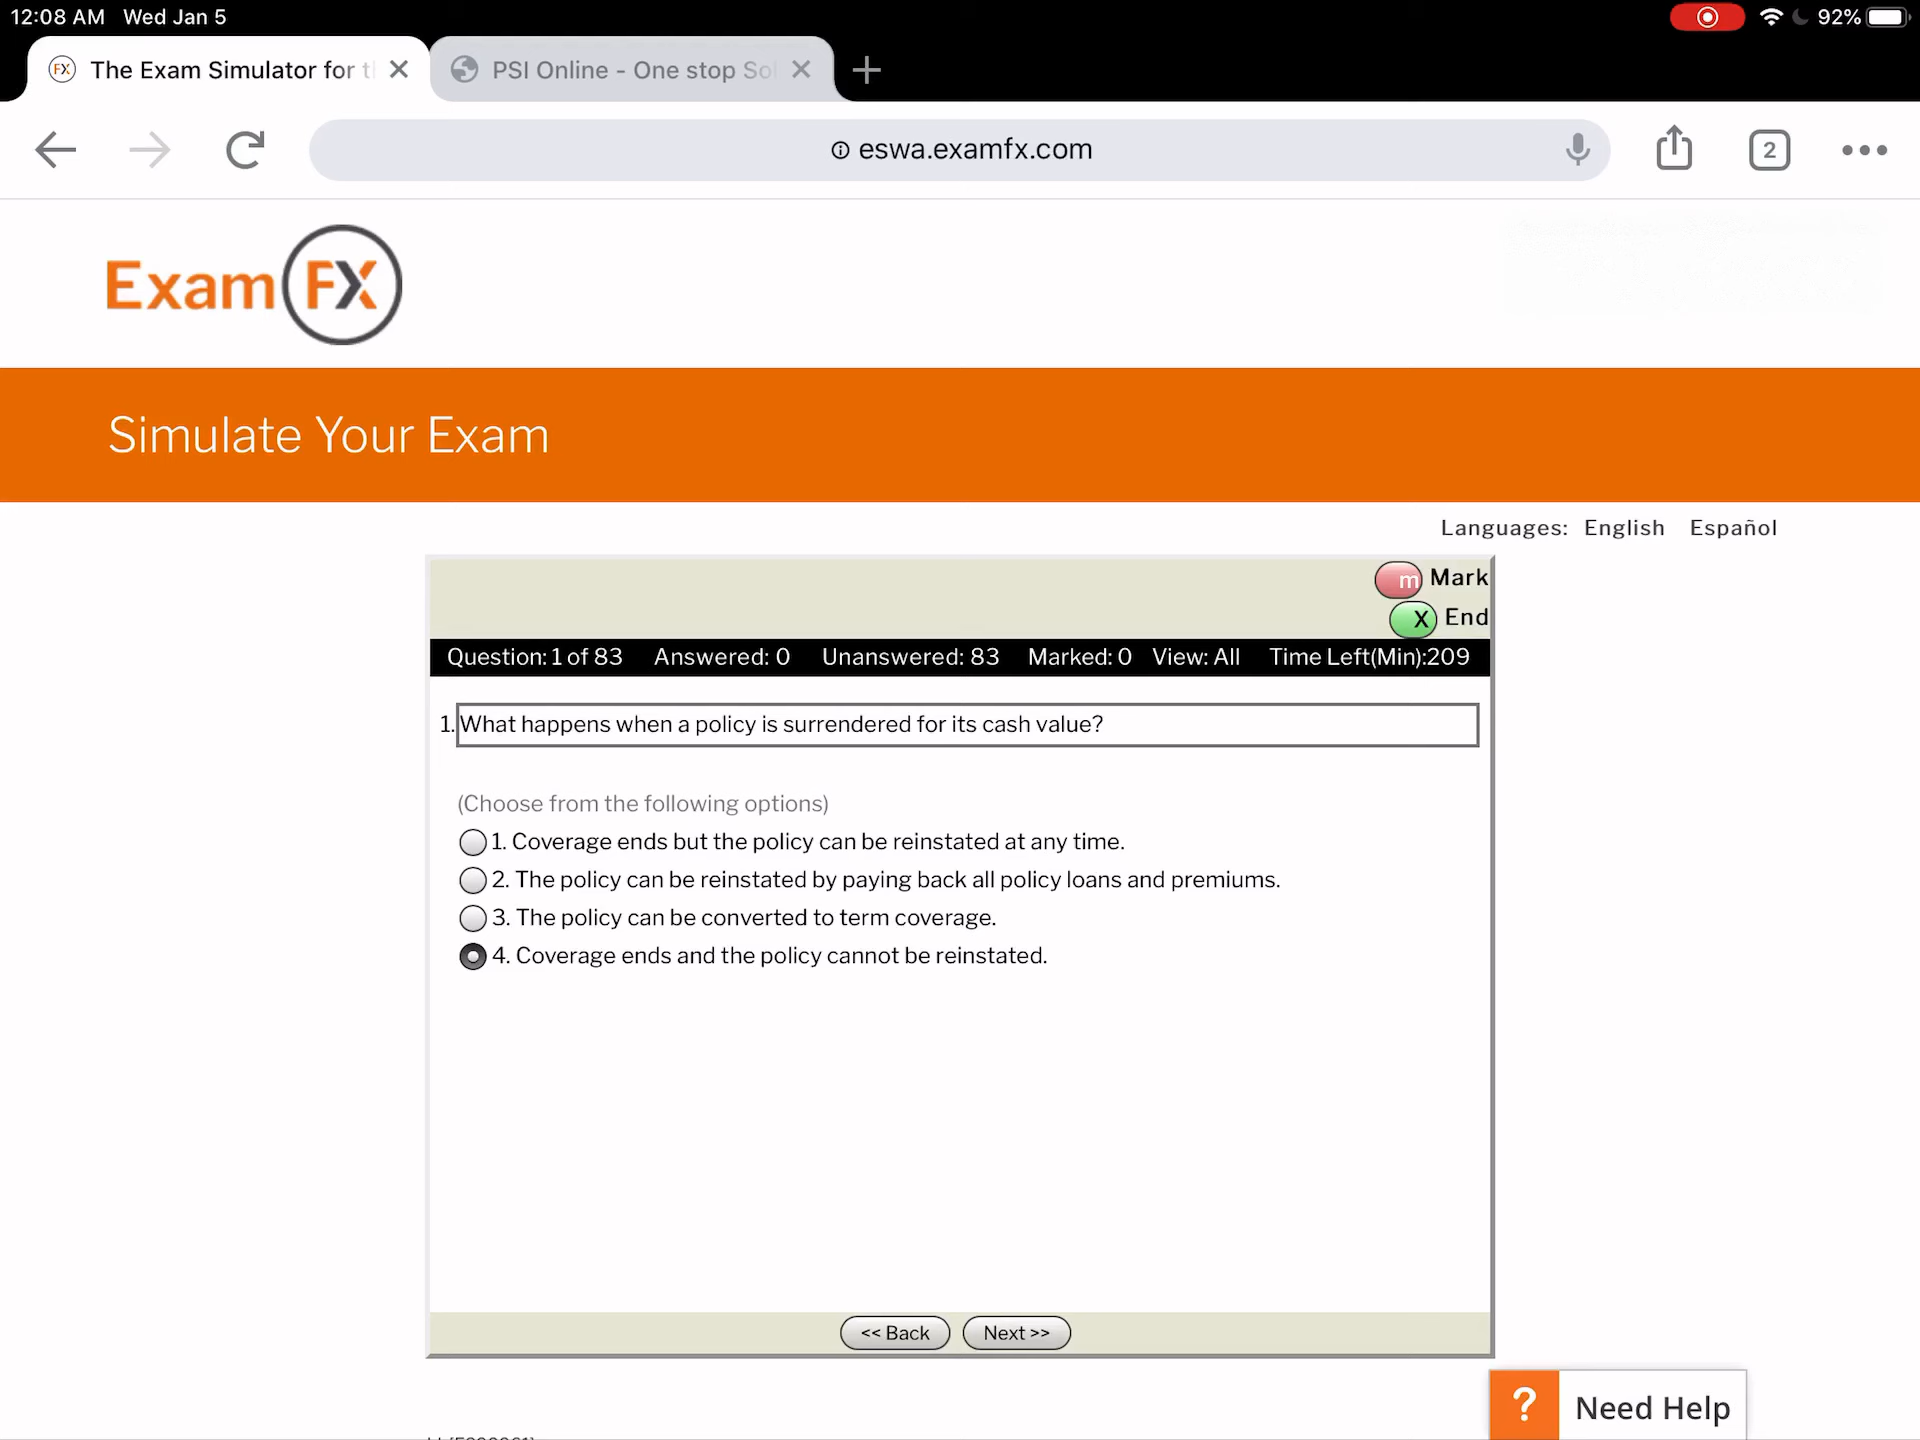 12:08 AM Wed Jan 5
92%
The Exam Simulator for t
PSI Online - One stop Sol
eswa.examfx.com
2
Exam FX
Simulate Your Exam
Languages: English Español
m Mark
X End
Question: 1 of 83 Answered: 0 Unanswered: 83 Marked: 0 View: All Time Left(Min):209
1. What happens when a policy is surrendered for its cash value?
(Choose from the following options)
1. Coverage ends but the policy can be reinstated at any time.
2. The policy can be reinstated by paying back all policy loans and premiums.
3. The policy can be converted to term coverage.
4. Coverage ends and the policy cannot be reinstated.
<< Back Next >>
? Need Help